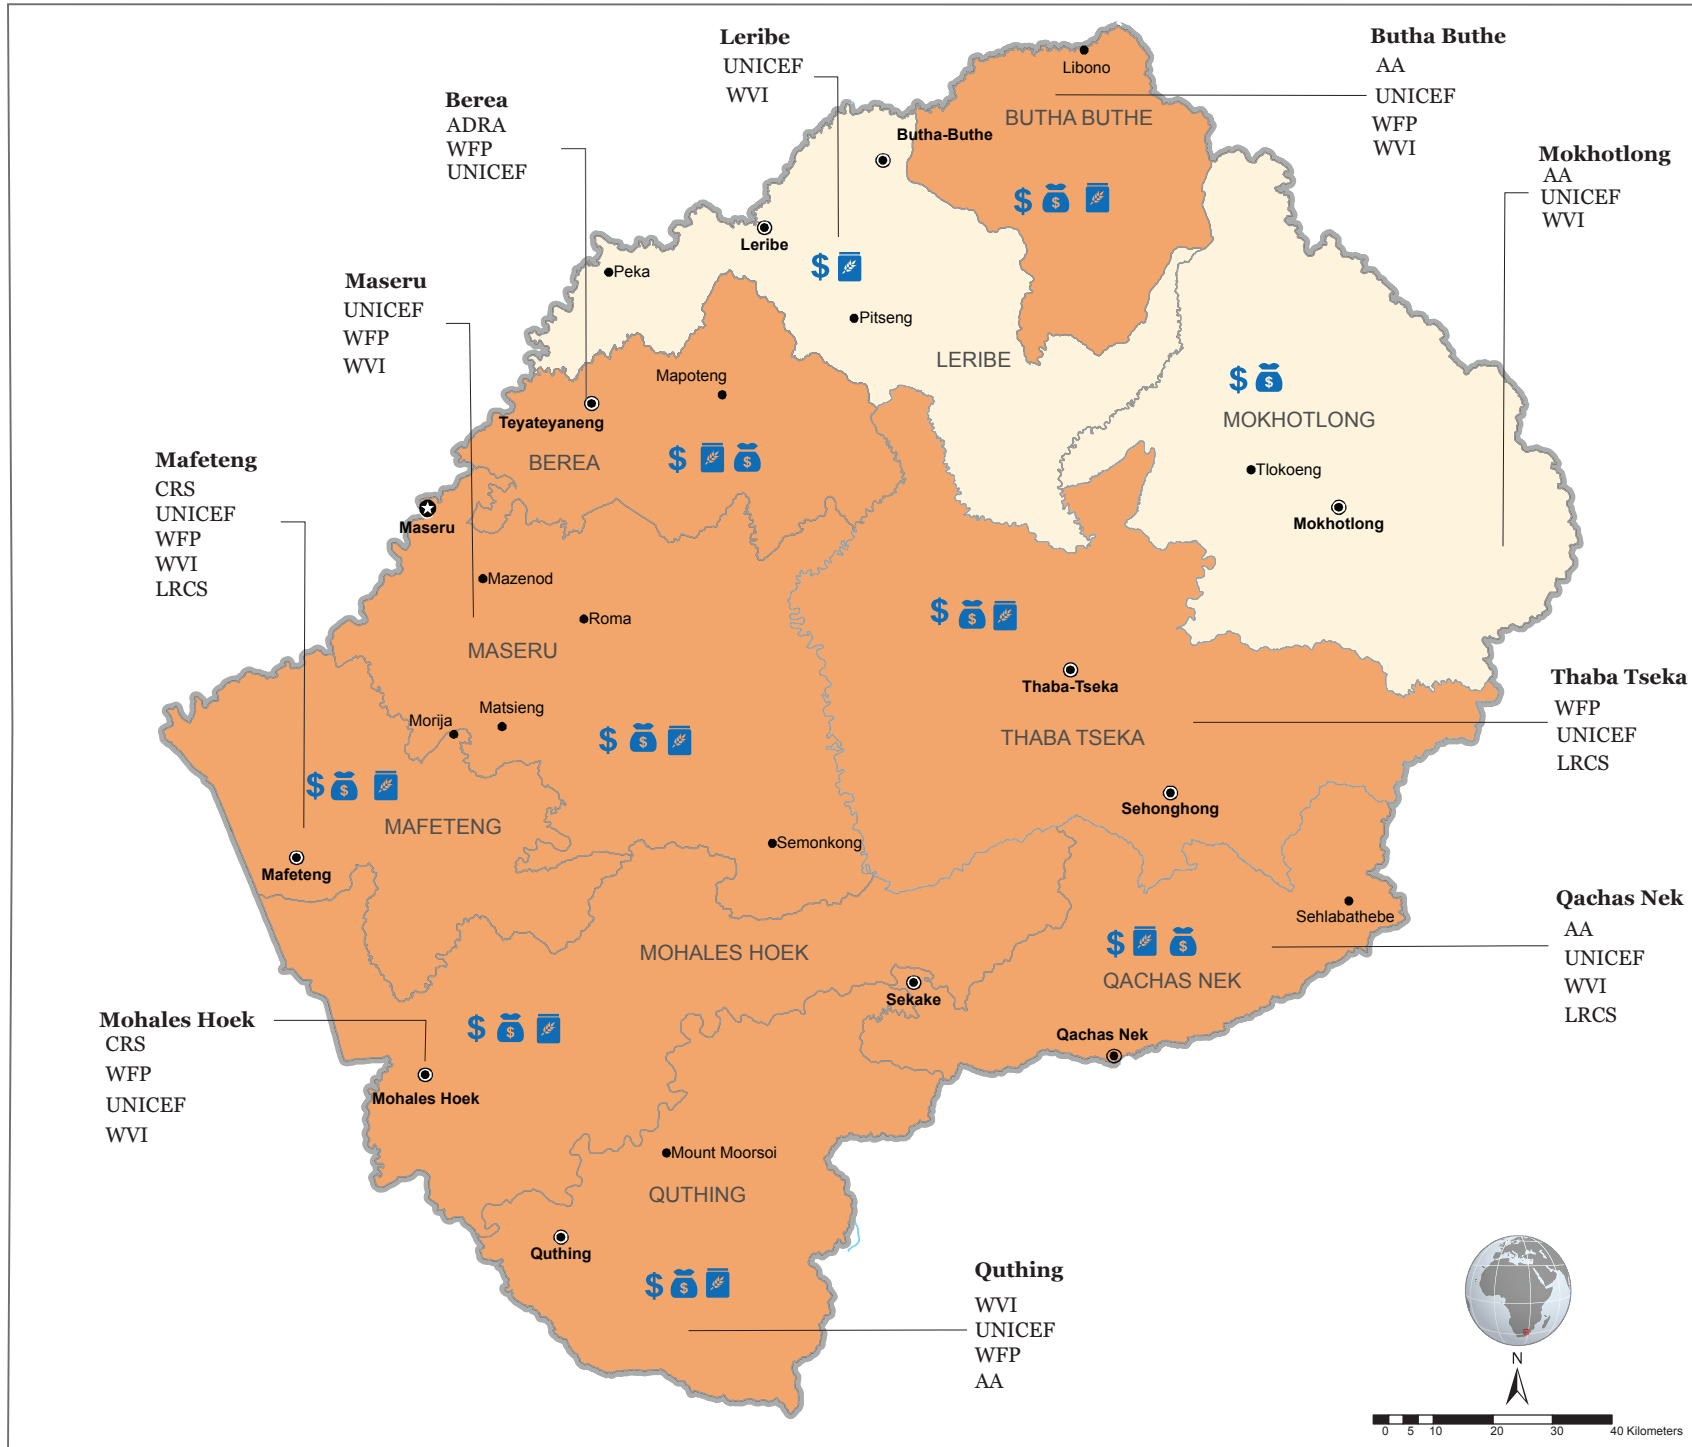 Leribe
UNICEF
WVI
Butha Buthe
AA
UNICEF
WFP
WVI
Berea
ADRA
WFP
UNICEF
Mokhotlong
AA
UNICEF
WVI
Maseru
UNICEF
WFP
WVI
Mafeteng
CRS
UNICEF
WFP
WVI
LRCS
Thaba Tseka
WFP
UNICEF
LRCS
Qachas Nek
AA
UNICEF
WVI
LRCS
Mohales Hoek
CRS
WFP
UNICEF
WVI
Quthing
WVI
UNICEF
WFP
AA
Libono
BUTHA BUTHE
Butha-Buthe
$ $
Leribe
Peka
$
Pitseng
LERIBE
Mapoteng
$ $
MOKHOTLONG
Teyateyaneng
BEREA
$ $
Tlokoeng
Mokhotlong
Maseru
Mazenod
Roma
MASERU
$ $
Thaba-Tseka
THABA TSEKA
Morija
Matsieng
$ $
$ $
MAFETENG
Sehonghong
Semonkong
Mafeteng
Sehlabathebe
MOHALES HOEK
$ $
QACHAS NEK
Sekake
$ $
Qachas Nek
Mohales Hoek
Mount Moorsoi
QUTHING
Quthing
$ $
N
0 5 10 20 30 40 Kilometers